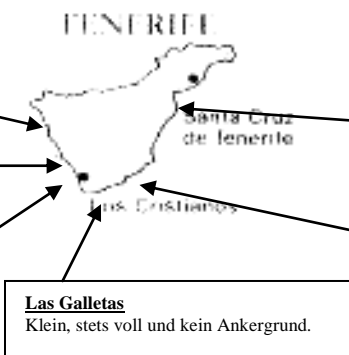 TENERIFE
Santa Cruz
de Tenerife
Los Cristianos
Las Galletas
Klein, stets voll und kein Ankergrund.